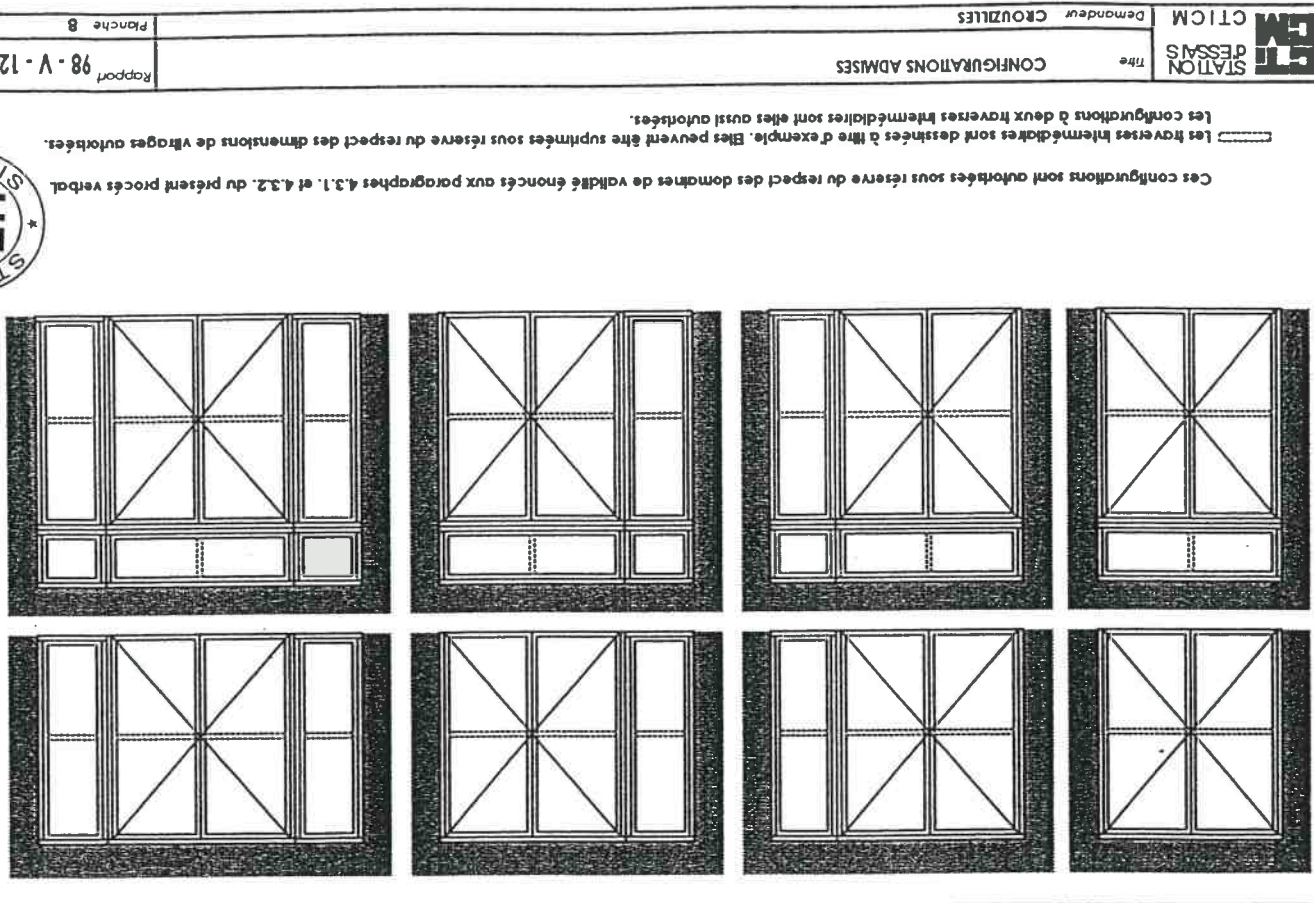 Ces configurations sont autorisées sous réserve du respect des domaines de validité énoncés aux paragraphes 4.3.1. et 4.3.2. du présent procès verbal.
Les traverses intermédiaires sont dessinées à titre d'exemple. Elles peuvent être suprimées sous réserve du respect des dimensions de vitrages autorisées.
Les configurations à deux traverses intermédiaires sont elles aussi autorisées.
STATION
D'ESSAIS
CTICM
CTICM
Titre CONFIGURATIONS ADMISES
Demandeur CROUZILLES
Rapport 98 - V - 12
Planche 8